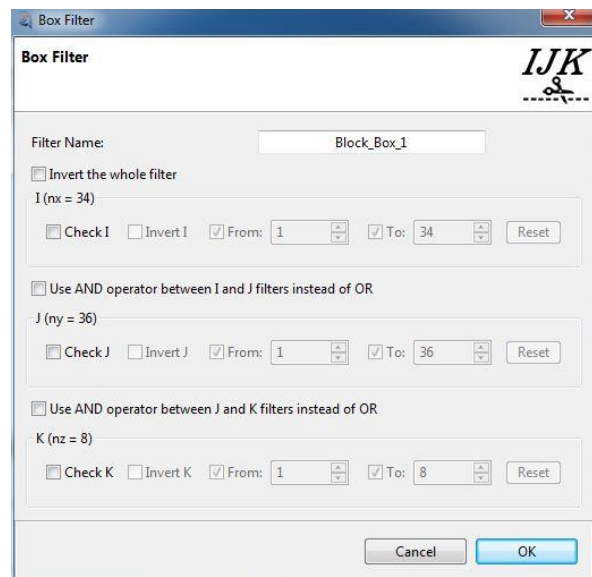 Box Filter
Box Filter
IJK
Filter Name: Block_Box_1
Invert the whole filter
I (nx = 34)
Check I Invert I From: 1 To: 34 Reset
Use AND operator between I and J filters instead of OR
J (ny = 36)
Check J Invert J From: 1 To: 36 Reset
Use AND operator between J and K filters instead of OR
K (nz = 8)
Check K Invert K From: 1 To: 8 Reset
Cancel OK